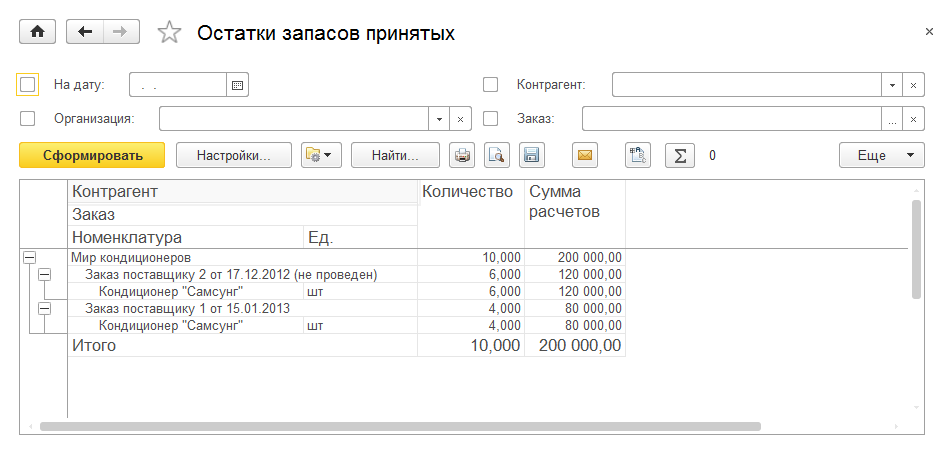 Остатки запасов принятых
На дату: . .
Контрагент:
Организация:
Заказ:
Сформировать Настройки... Найти... Σ 0 Еще
Контрагент Количество Сумма расчетов
Заказ
Номенклатура Ед.
Мир кондиционеров 10,000 200 000,00
Заказ поставщику 2 от 17.12.2012 (не проведен) 6,000 120 000,00
Кондиционер "Самсунг" шт 6,000 120 000,00
Заказ поставщику 1 от 15.01.2013 4,000 80 000,00
Кондиционер "Самсунг" шт 4,000 80 000,00
Итого 10,000 200 000,00